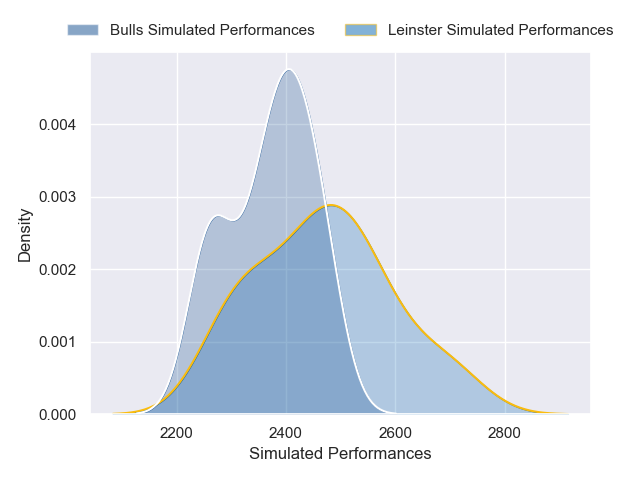 Bulls Simulated Performances
Leinster Simulated Performances
0.004
0.003
0.002
0.001
0.000
Density
2200
2400
2600
2800
Simulated Performances